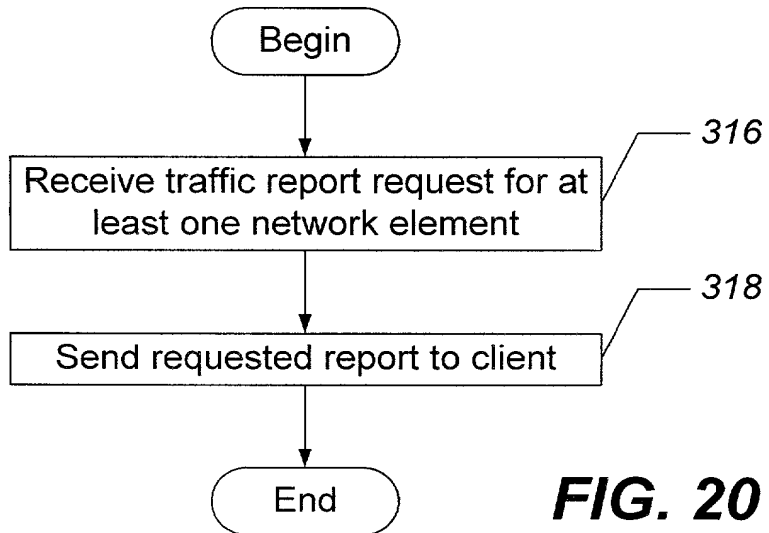 Begin
316
Receive traffic report request for at
least one network element
318
Send requested report to client
End
FIG. 20